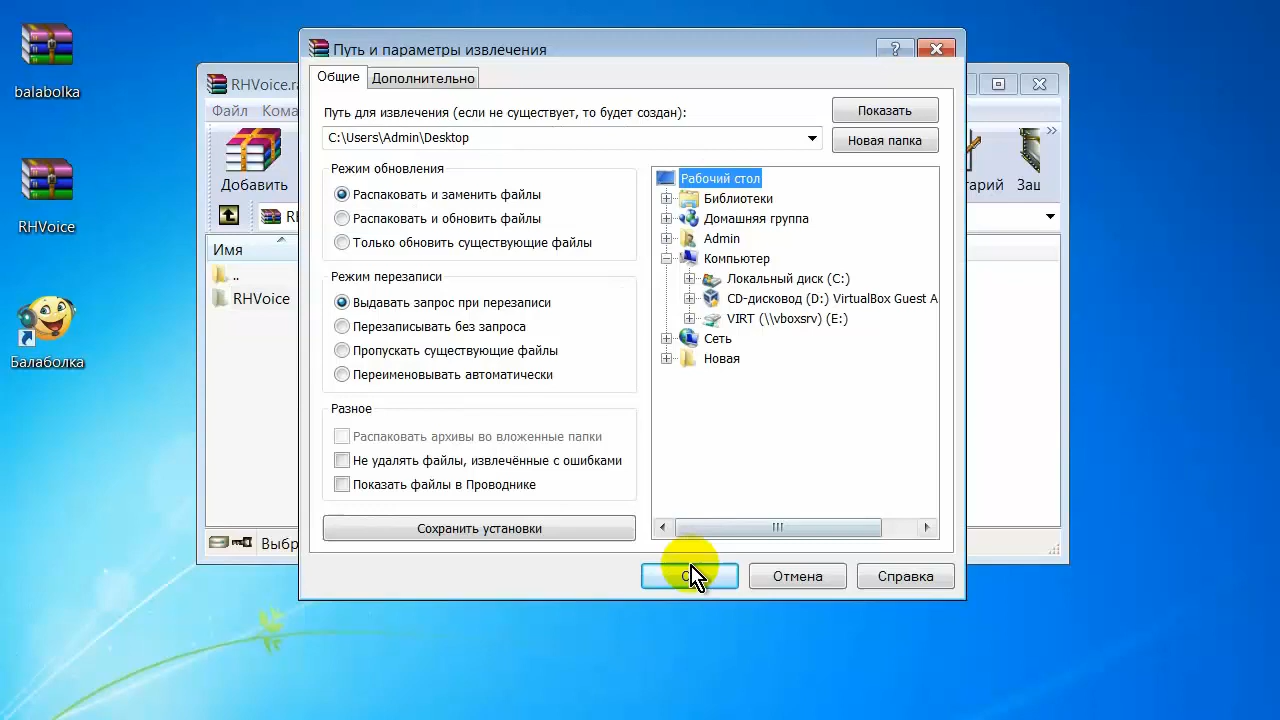 balabolka
RHVoice
Балаболка
RHVoice.ra
Файл Кома
Добавить
тарий Заш
RH
Имя
..
RHVoice
Выбр
Путь и параметры извлечения
Общие Дополнительно
Путь для извлечения (если не существует, то будет создан):
C:\Users\Admin\Desktop
Показать
Новая папка
Режим обновления
Распаковать и заменить файлы
Распаковать и обновить файлы
Только обновить существующие файлы
Режим перезаписи
Выдавать запрос при перезаписи
Перезаписывать без запроса
Пропускать существующие файлы
Переименовывать автоматически
Разное
Распаковать архивы во вложенные папки
Не удалять файлы, извлечённые с ошибками
Показать файлы в Проводнике
Сохранить установки
Рабочий стол
Библиотеки
Домашняя группа
Admin
Компьютер
Локальный диск (C:)
CD-дисковод (D:) VirtualBox Guest A
VIRT (\\vboxsrv) (E:)
Сеть
Новая
Отмена
Справка